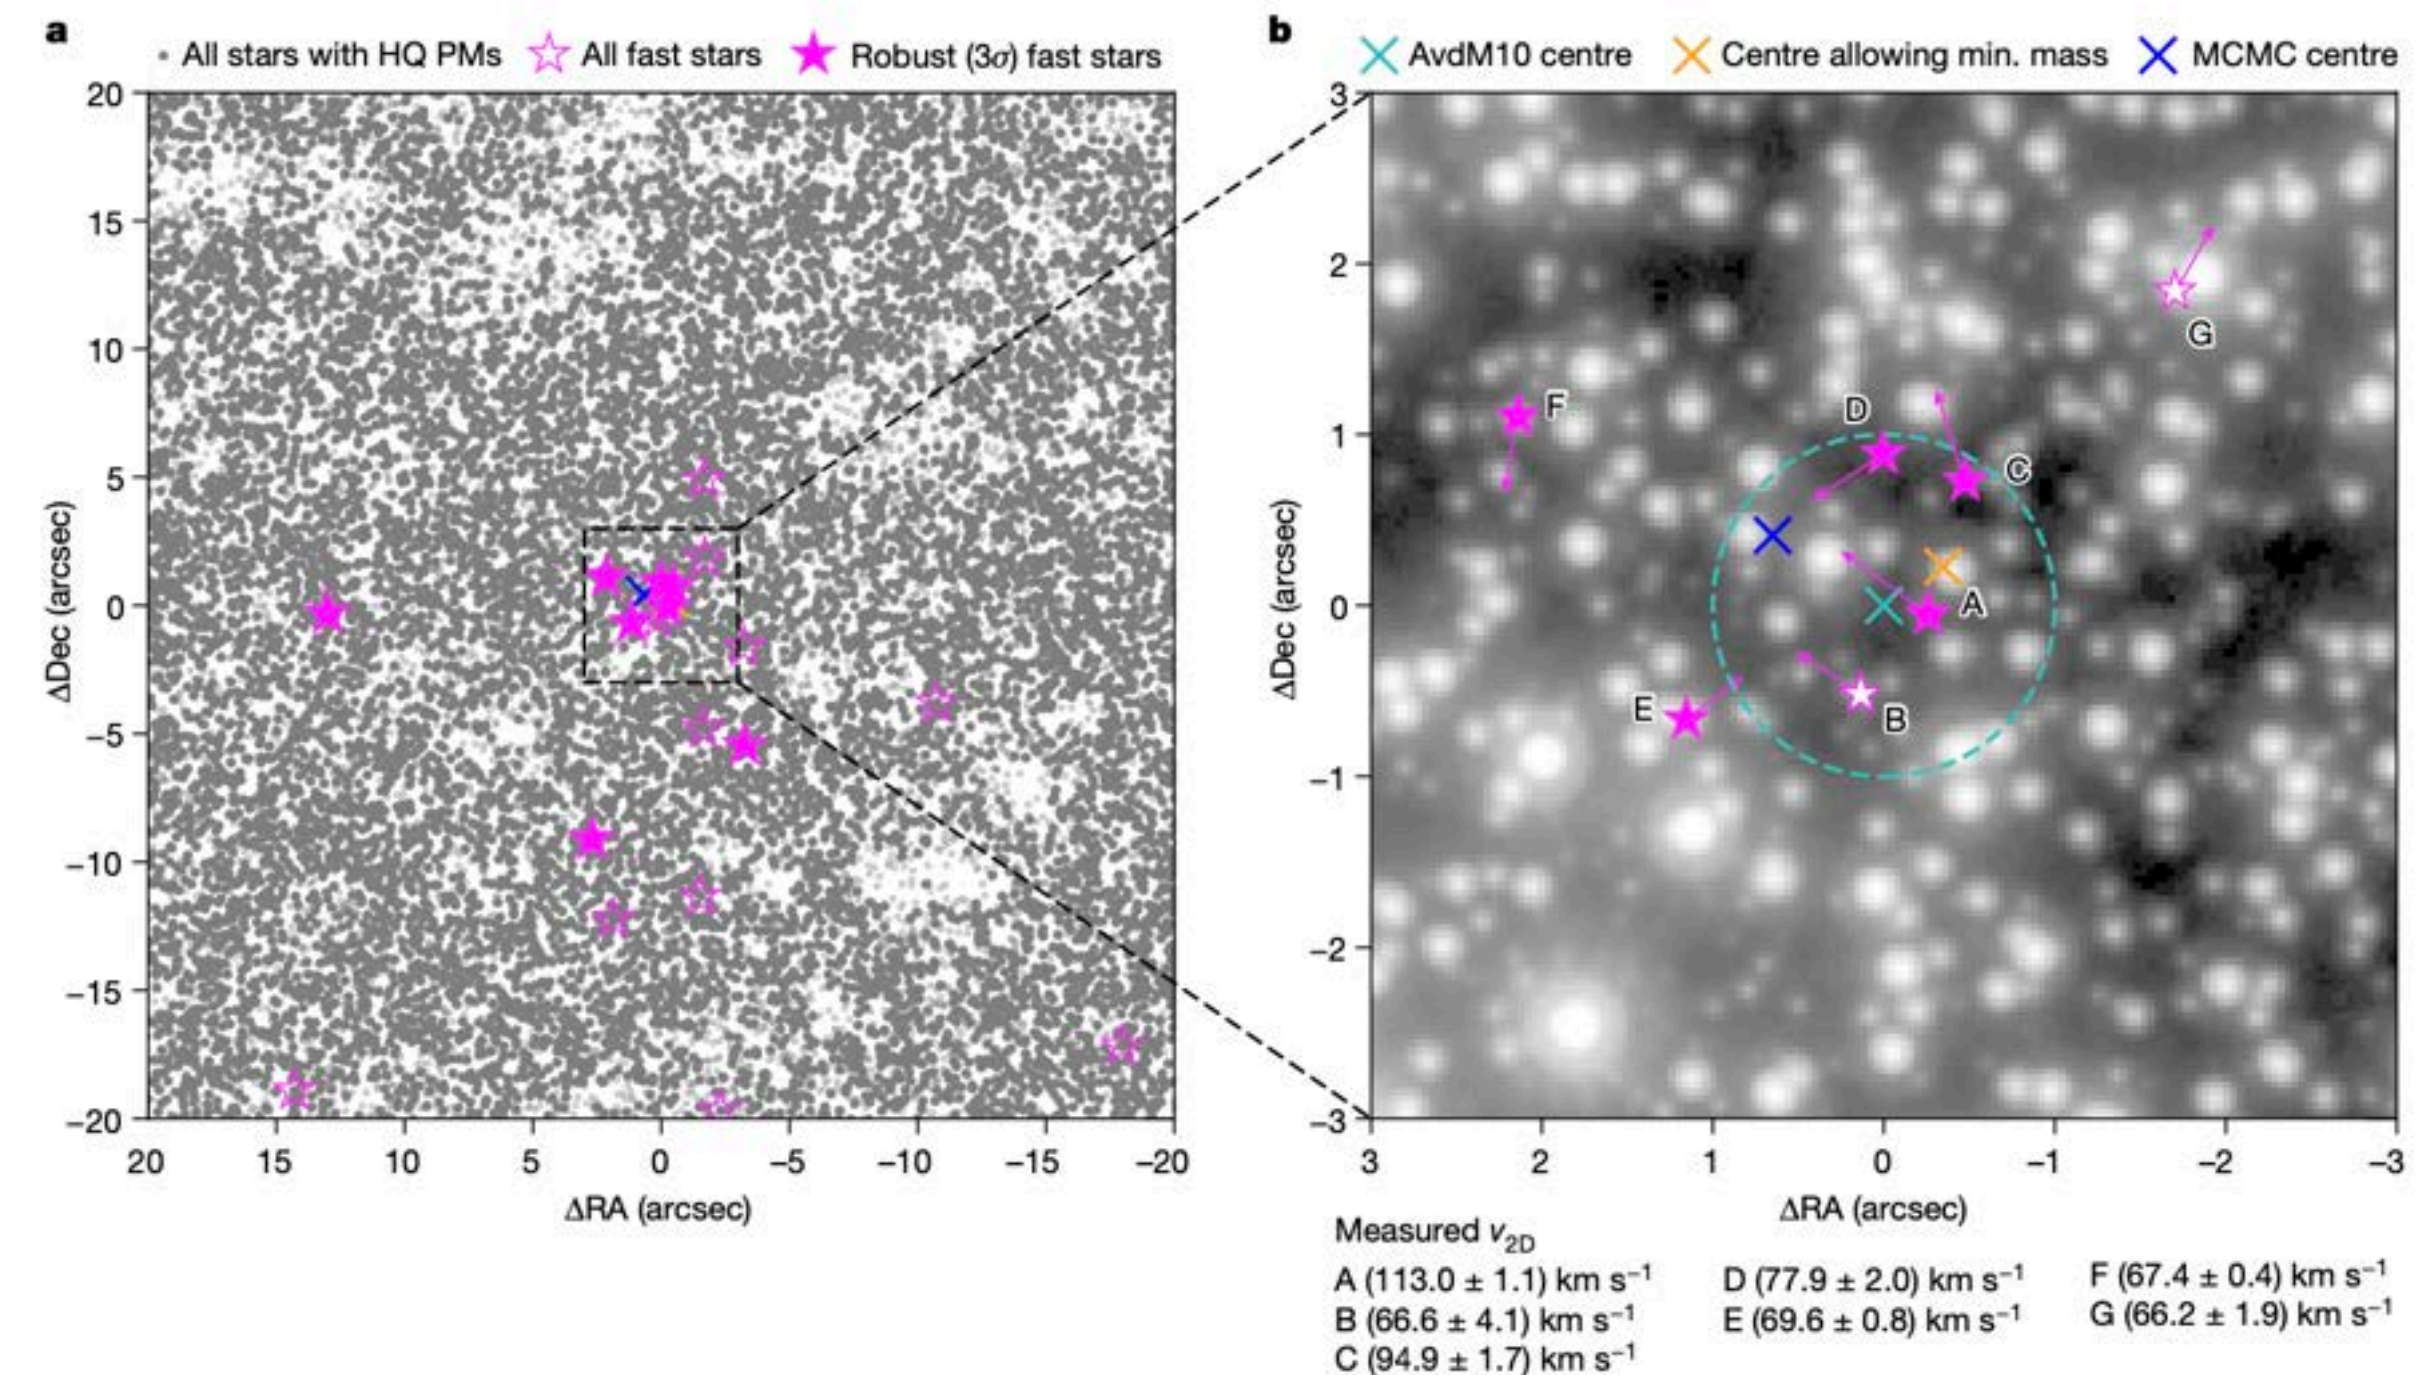 a
All stars with HQ PMs All fast stars Robust (3σ) fast stars
20
15
10
5
0
−5
−10
−15
−20
ΔDec (arcsec)
20 15 10 5 0 −5 −10 −15 −20
ΔRA (arcsec)
b
AvdM10 centre Centre allowing min. mass MCMC centre
3
2
1
0
−1
−2
−3
ΔDec (arcsec)
G
F
D
C
A
E
B
3 2 1 0 −1 −2 −3
ΔRA (arcsec)
Measured v2D
A (113.0 ± 1.1) km s−1 D (77.9 ± 2.0) km s−1 F (67.4 ± 0.4) km s−1
B (66.6 ± 4.1) km s−1 E (69.6 ± 0.8) km s−1 G (66.2 ± 1.9) km s−1
C (94.9 ± 1.7) km s−1